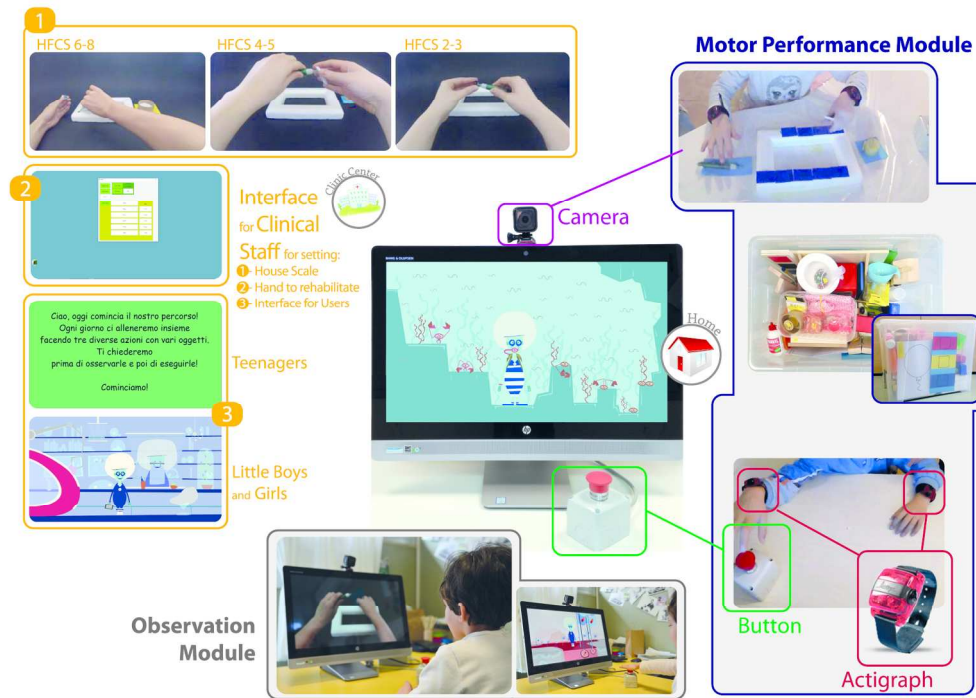 1
HFCS 6-8
HFCS 4-5
HFCS 2-3
Motor Performance Module
2
Interface
for Clinical
Staff for setting:
1 - House Scale
2 - Hand to rehabilitate
3 - Interface for Users
Clinic Center
Camera
Home
Ciao, oggi comincia il nostro percorso!
Ogni giorno ci alleneremo insieme
facendo tre diverse azioni con vari oggetti.
Ti chiederemo
prima di osservarle e poi di eseguirle!
Cominciamo!
Teenagers
3
Little Boys
and Girls
hp
Observation
Module
Button
Actigraph